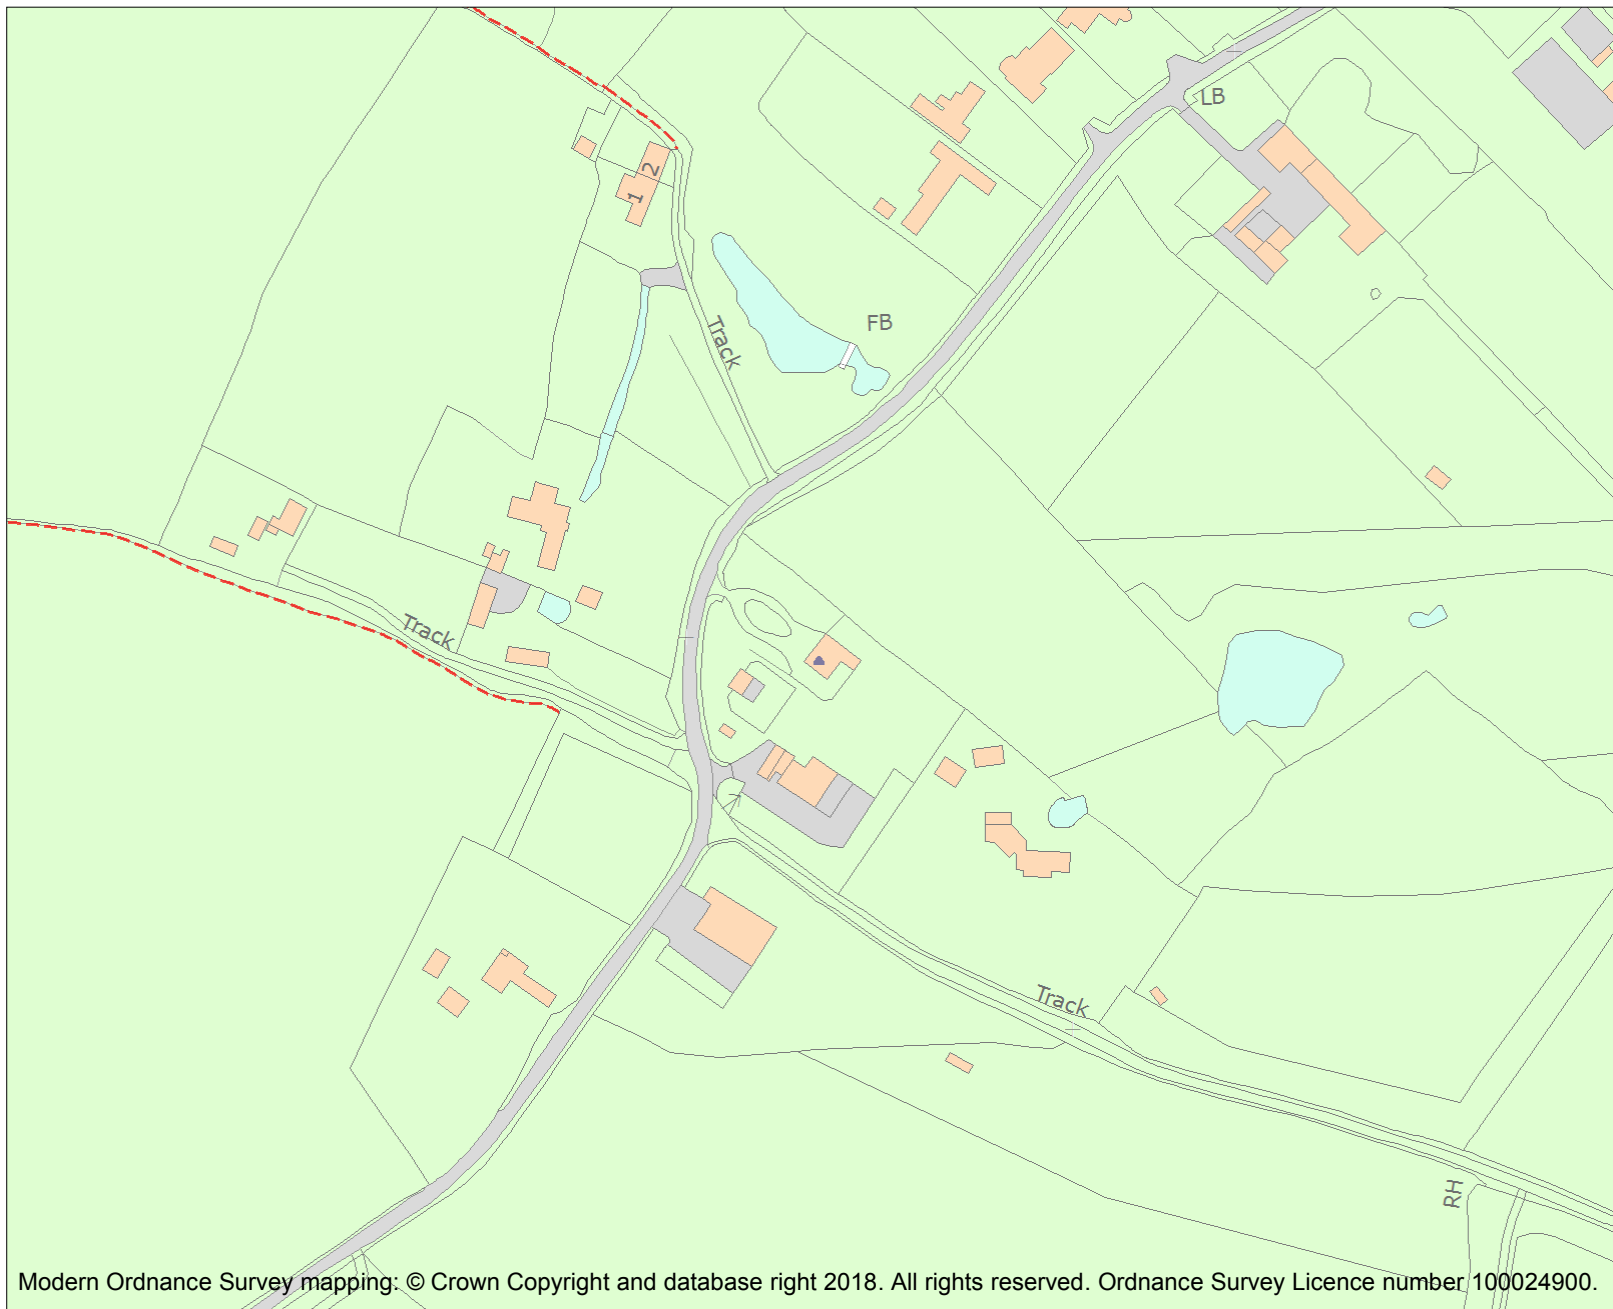 LB
2
1
FB
Track
Track
Track
RH
Modern Ordnance Survey mapping: © Crown Copyright and database right 2018. All rights reserved. Ordnance Survey Licence number 100024900.